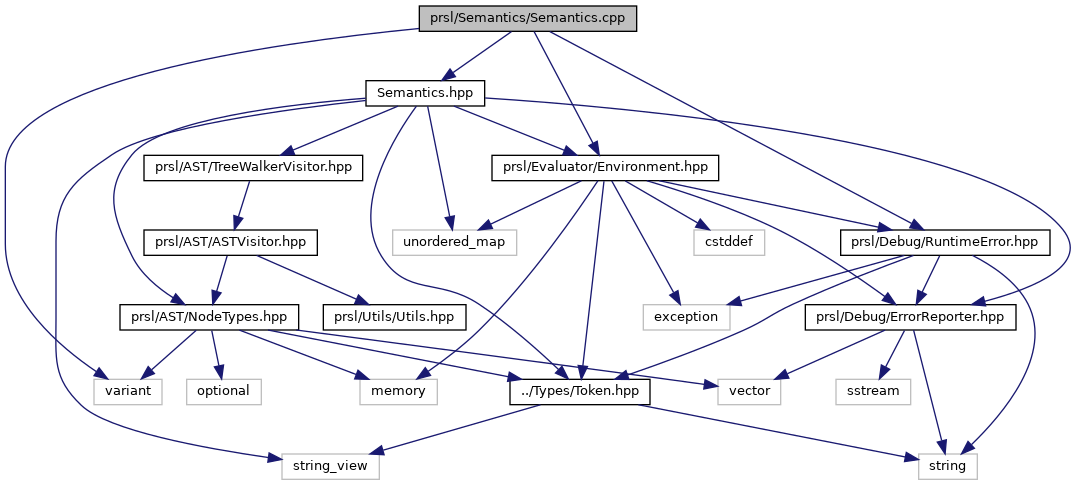 prsl/Semantics/Semantics.cpp
Semantics.hpp
prsl/AST/TreeWalkerVisitor.hpp
prsl/Evaluator/Environment.hpp
prsl/AST/ASTVisitor.hpp
unordered_map
cstddef
prsl/Debug/RuntimeError.hpp
prsl/AST/NodeTypes.hpp
prsl/Utils/Utils.hpp
exception
prsl/Debug/ErrorReporter.hpp
variant
optional
memory
../Types/Token.hpp
vector
sstream
string_view
string